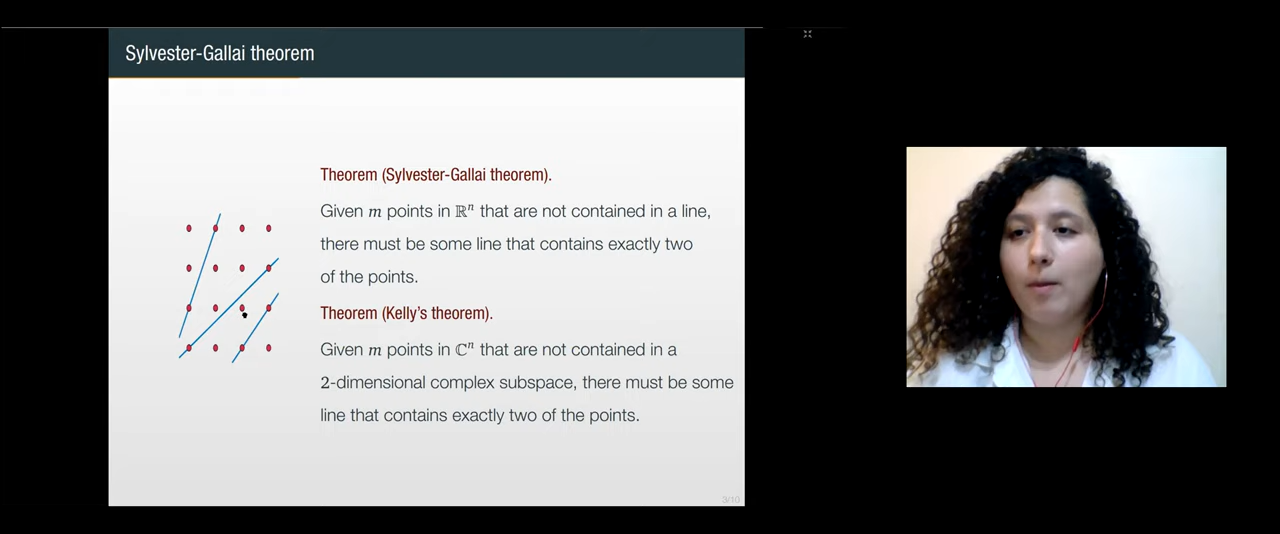 Sylvester-Gallai theorem
Theorem (Sylvester-Gallai theorem).
Given m points in ℝⁿ that are not contained in a line,
there must be some line that contains exactly two
of the points.
Theorem (Kelly’s theorem).
Given m points in ℂⁿ that are not contained in a
2-dimensional complex subspace, there must be some
line that contains exactly two of the points.
3/10